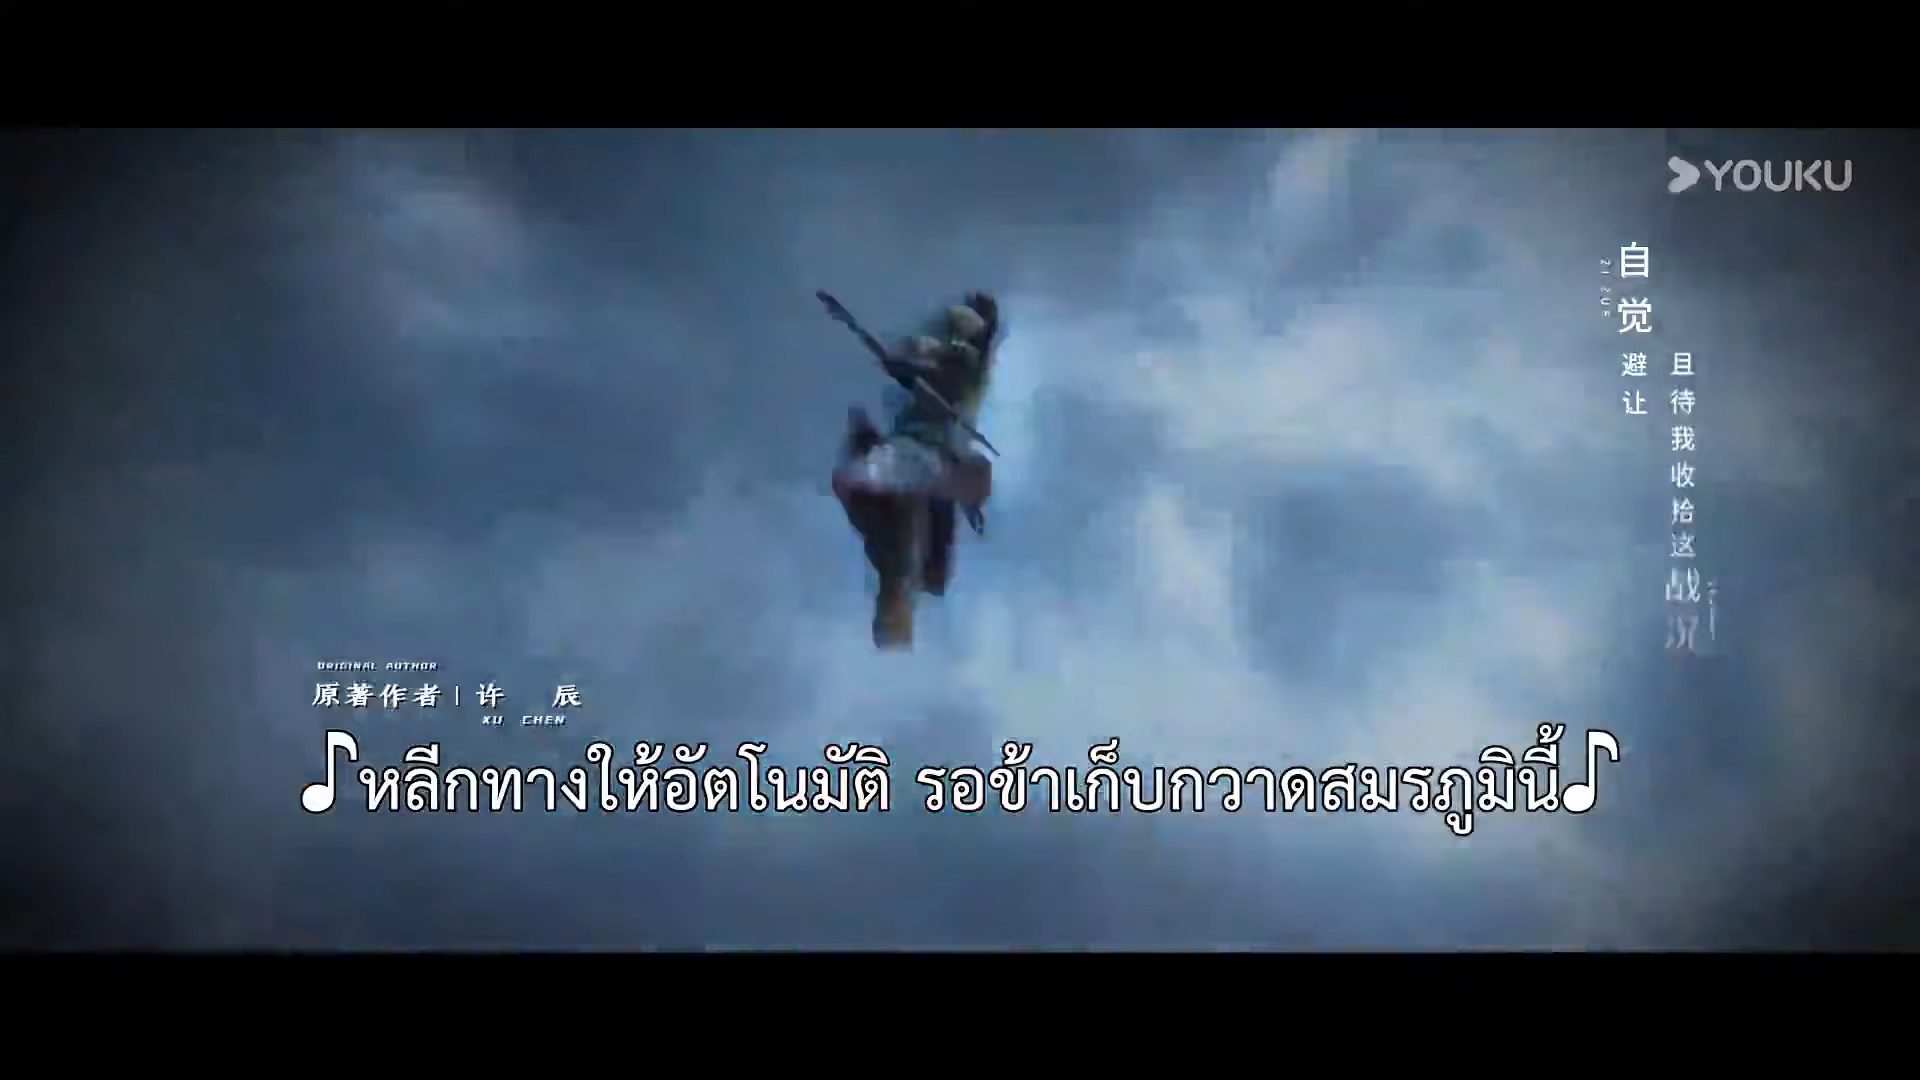 YOUKU
自觉避让
且待我收拾这战况
ORIGINAL AUTHOR
原著作者 | 许 辰
XU CHEN
♪หลีกทางให้อัตโนมัติ รอข้าเก็บกวาดสมรภูมินี้♪